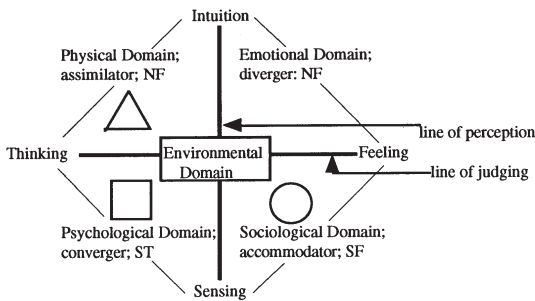 Intuition
Physical Domain;
assimilator; NF
Emotional Domain;
diverger: NF
line of perception
Thinking
Environmental
Domain
Feeling
line of judging
Psychological Domain;
converger; ST
Sociological Domain;
accommodator; SF
Sensing